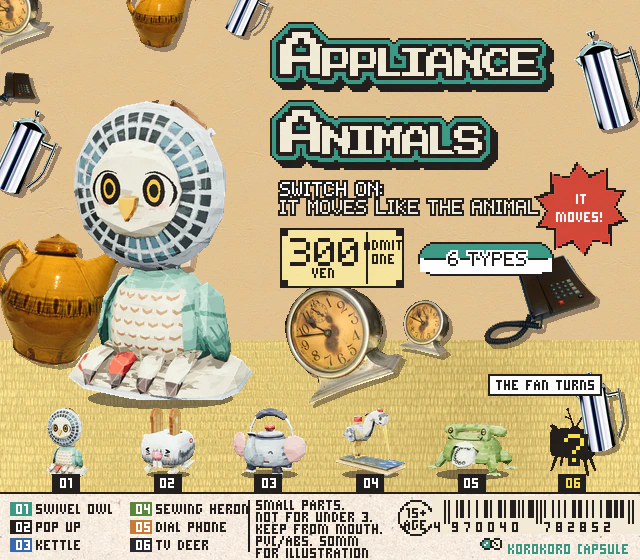 APPLIANCE
ANIMALS
SWITCH ON:
IT MOVES LIKE THE ANIMAL
IT
MOVES!
300
YEN
ADMIT
ONE
6 TYPES
THE FAN TURNS
?
01
02
03
04
05
06
01 SWIVEL OWL
02 POP UP
03 KETTLE
04 SEWING HERON
05 DIAL PHONE
06 TV DEER
SMALL PARTS.
NOT FOR UNDER 3.
KEEP FROM MOUTH.
PVC/ABS. 50MM
FOR ILLUSTRATION
15+
AGE
4 970040 782852
KOROKORO CAPSULE